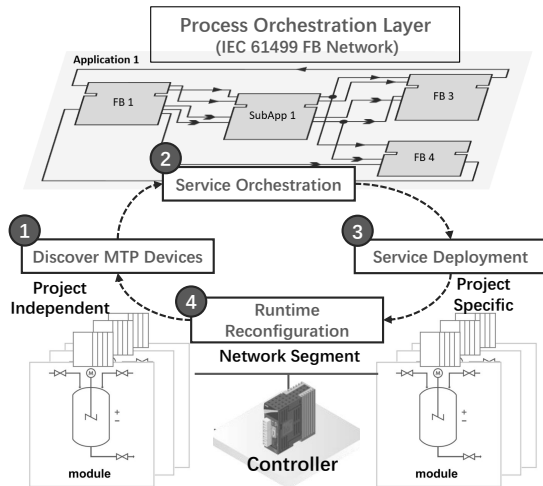 Process Orchestration Layer
(IEC 61499 FB Network)
Application 1
FB 1
SubApp 1
FB 3
FB 4
2
Service Orchestration
1
Discover MTP Devices
3
Service Deployment
Project
Independent
4
Runtime
Reconfiguration
Project
Specific
Network Segment
M
+
−
module
Controller
M
+
−
module